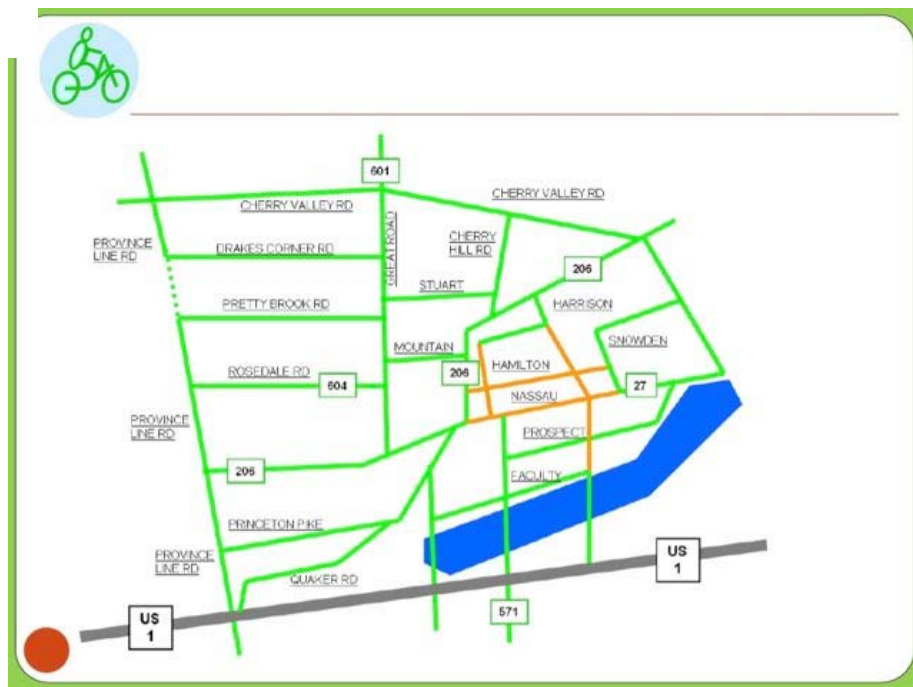 601
CHERRY VALLEY RD
CHERRY VALLEY RD
PROVINCE
LINE RD
DRAKES CORNER RD
GREAT ROAD
CHERRY
HILL RD
206
STUART
HARRISON
PRETTY BROOK RD
MOUNTAIN
SNOWDEN
HAMILTON
206
ROSEDALE RD
604
27
NASSAU
PROVINCE
LINE RD
PROSPECT
206
FACULTY
PRINCETON PIKE
PROVINCE
LINE RD
QUAKER RD
US
1
571
US
1